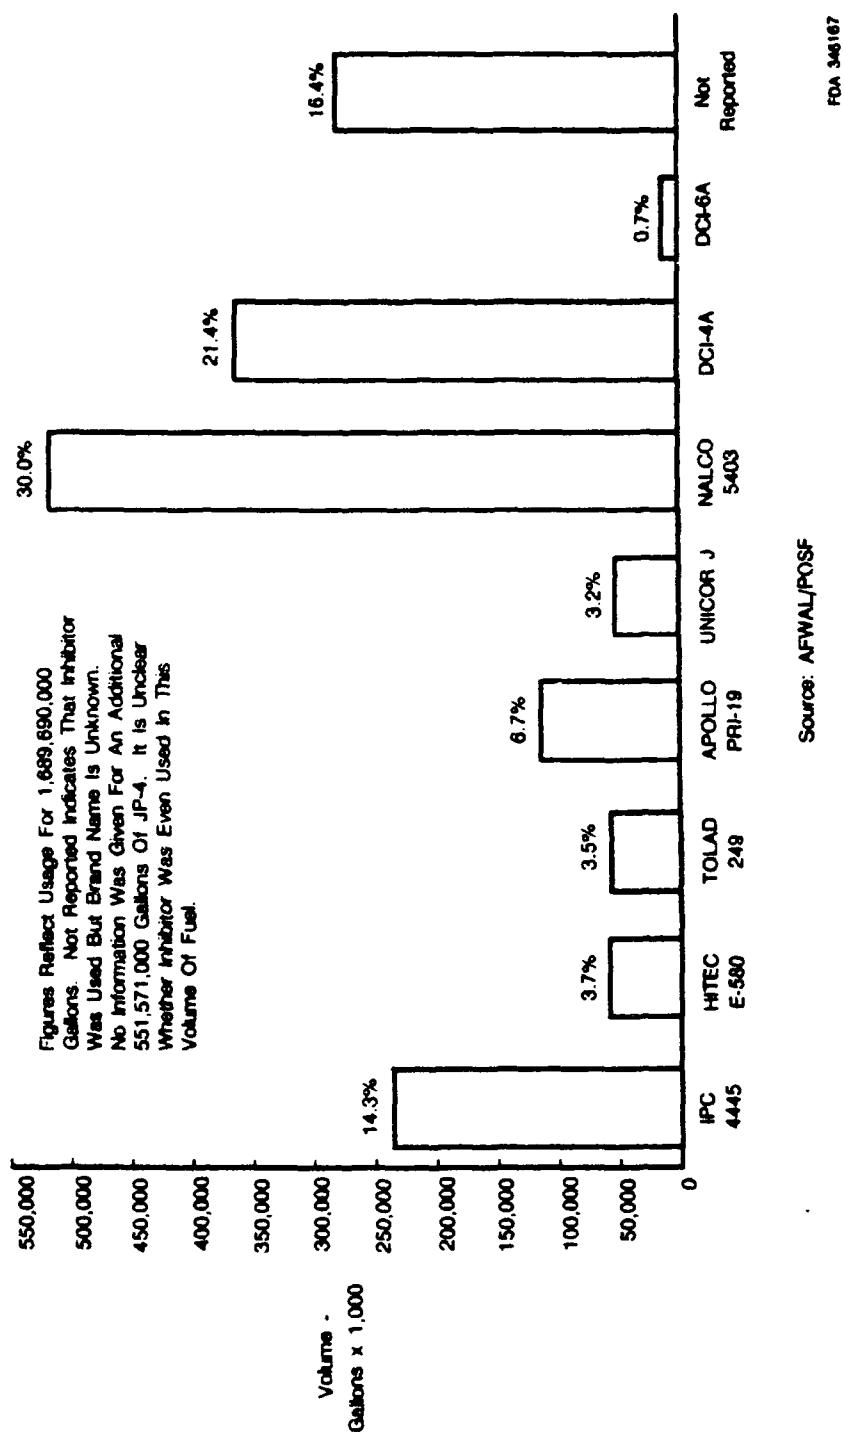 Figures Reflect Usage For 1,689,690,000
Gallons. Not Reported Indicates That Inhibitor
Was Used But Brand Name Is Unknown.
No Information Was Given For An Additional
551,571,000 Gallons Of JP-4. It Is Unclear
Whether Inhibitor Was Even Used In This
Volume Of Fuel.
Volume -
Gallons x 1,000
550,000
500,000
450,000
400,000
350,000
300,000
250,000
200,000
150,000
100,000
50,000
0
14.3%
3.7%
3.5%
6.7%
3.2%
30.0%
21.4%
0.7%
16.4%
IPC
4445
HITEC
E-580
TOLAD
249
APOLLO
PRI-19
UNICOR J
NALCO
5403
DCI-4A
DCI-6A
Not
Reported
Source: AFWAL/POSF
FDA 346167